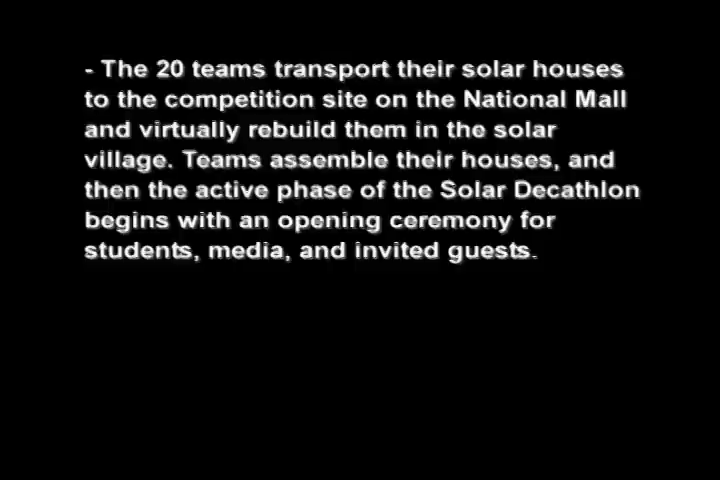 - The 20 teams transport their solar houses
to the competition site on the National Mall
and virtually rebuild them in the solar
village. Teams assemble their houses, and
then the active phase of the Solar Decathlon
begins with an opening ceremony for
students, media, and invited guests.